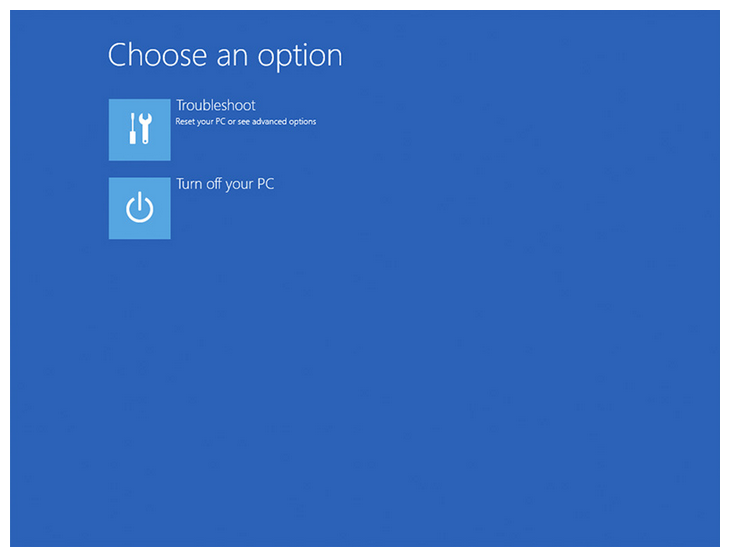 Choose an option
Troubleshoot
Reset your PC or see advanced options
Turn off your PC